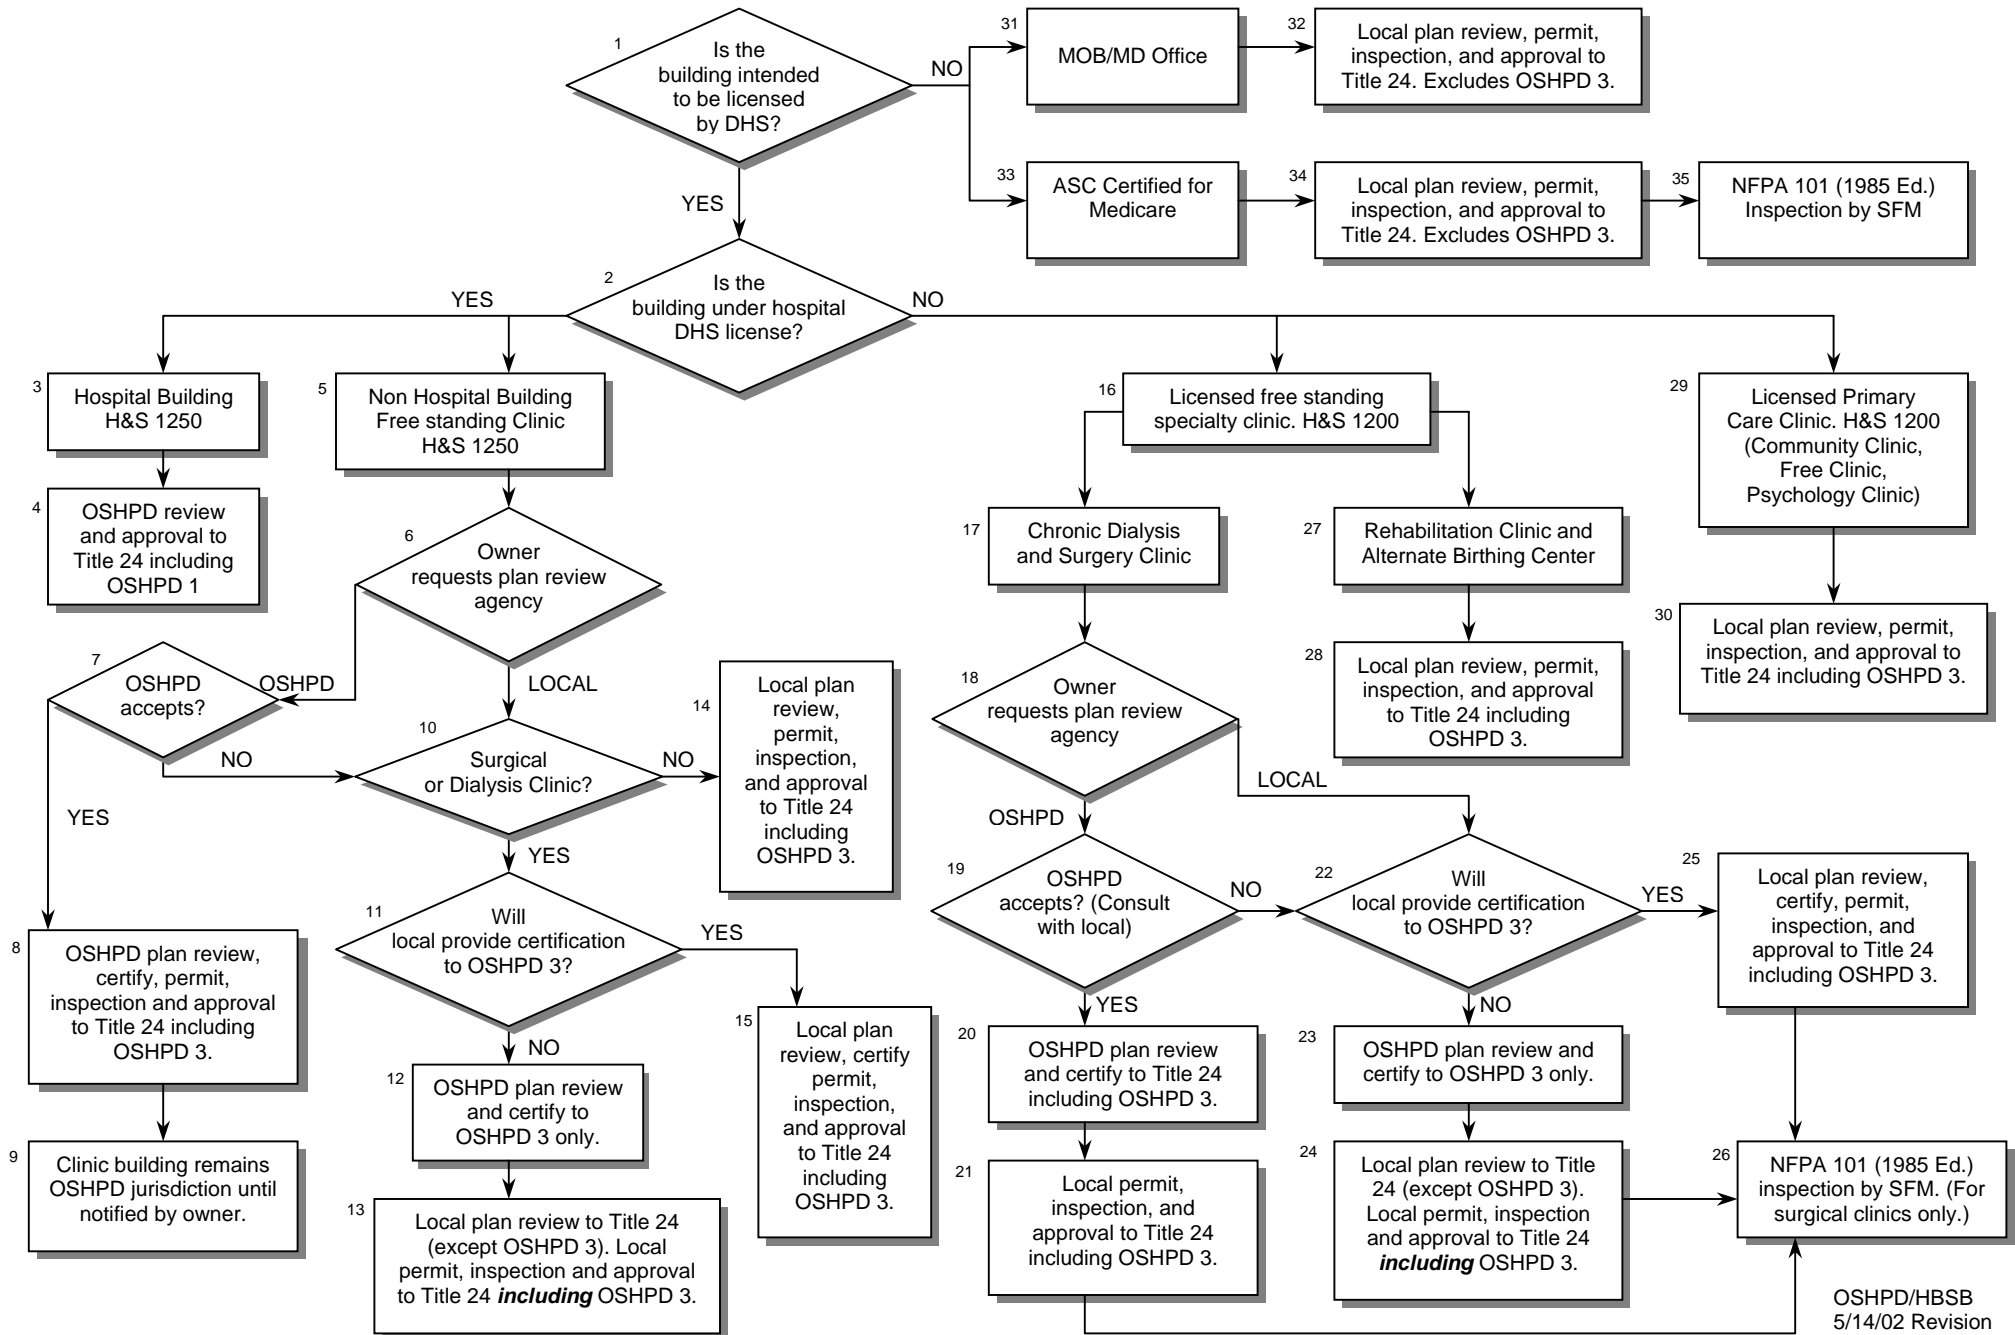 1
Is the
building intended
to be licensed
by DHS?
NO
YES
31
MOB/MD Office
32
Local plan review, permit,
inspection, and approval to
Title 24. Excludes OSHPD 3.
33
ASC Certified for
Medicare
34
Local plan review, permit,
inspection, and approval to
Title 24. Excludes OSHPD 3.
35
NFPA 101 (1985 Ed.)
Inspection by SFM
2
Is the
building under hospital
DHS license?
YES
NO
3
Hospital Building
H&S 1250
4
OSHPD review
and approval to
Title 24 including
OSHPD 1
5
Non Hospital Building
Free standing Clinic
H&S 1250
6
Owner
requests plan review
agency
OSHPD
LOCAL
7
OSHPD
accepts?
NO
YES
8
OSHPD plan review,
certify, permit,
inspection and approval
to Title 24 including
OSHPD 3.
9
Clinic building remains
OSHPD jurisdiction until
notified by owner.
10
Surgical
or Dialysis Clinic?
NO
YES
11
Will
local provide certification
to OSHPD 3?
YES
NO
12
OSHPD plan review
and certify to
OSHPD 3 only.
13
Local plan review to Title 24
(except OSHPD 3). Local
permit, inspection and approval
to Title 24 including OSHPD 3.
14
Local plan
review,
permit,
inspection,
and approval
to Title 24
including
OSHPD 3.
15
Local plan
review, certify
permit,
inspection,
and approval
to Title 24
including
OSHPD 3.
16
Licensed free standing
specialty clinic. H&S 1200
17
Chronic Dialysis
and Surgery Clinic
18
Owner
requests plan review
agency
OSHPD
LOCAL
19
OSHPD
accepts? (Consult
with local)
NO
YES
20
OSHPD plan review
and certify to Title 24
including OSHPD 3.
21
Local permit,
inspection, and
approval to Title 24
including OSHPD 3.
22
Will
local provide certification
to OSHPD 3?
YES
NO
23
OSHPD plan review and
certify to OSHPD 3 only.
24
Local plan review to Title
24 (except OSHPD 3).
Local permit, inspection
and approval to Title 24
including OSHPD 3.
25
Local plan review,
certify, permit,
inspection, and
approval to Title 24
including OSHPD 3.
26
NFPA 101 (1985 Ed.)
inspection by SFM. (For
surgical clinics only.)
27
Rehabilitation Clinic and
Alternate Birthing Center
28
Local plan review, permit,
inspection, and approval
to Title 24 including
OSHPD 3.
29
Licensed Primary
Care Clinic. H&S 1200
(Community Clinic,
Free Clinic,
Psychology Clinic)
30
Local plan review, permit,
inspection, and approval to
Title 24 including OSHPD 3.
OSHPD/HBSB
5/14/02 Revision